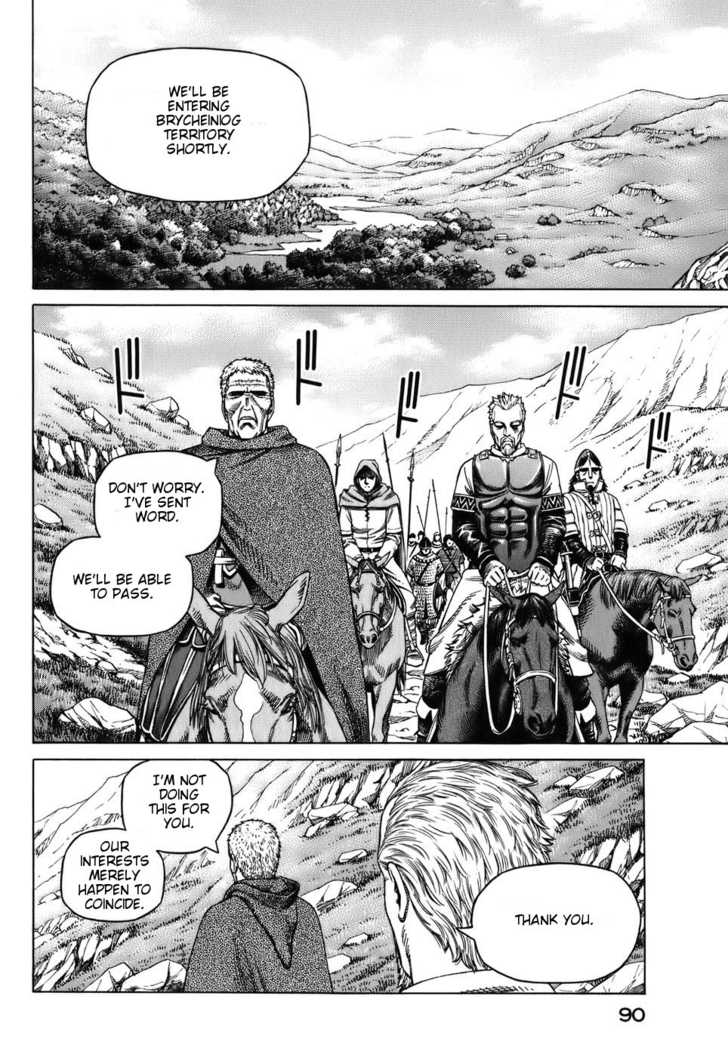 WE'LL BE
ENTERING
BRYCHEINIOG
TERRITORY
SHORTLY.
ド
ド
ド
ド
ド
DON'T WORRY.
I'VE SENT
WORD.
WE'LL BE ABLE
TO PASS.
THANK YOU.
I'M NOT
DOING
THIS FOR
YOU.
OUR
INTERESTS
MERELY
HAPPEN TO
COINCIDE.
90